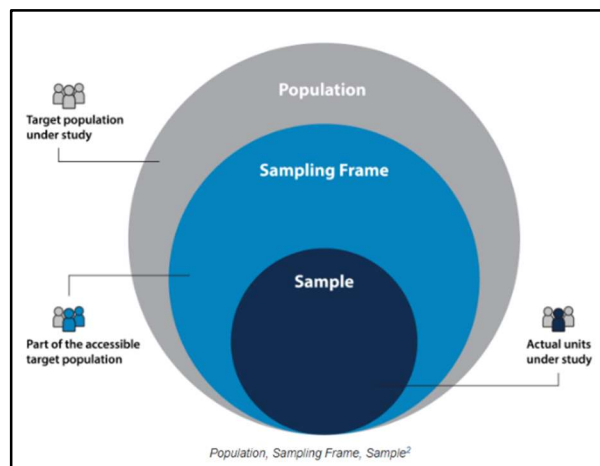 Population
Target population
under study
Sampling Frame
Sample
Part of the accessible
target population
Actual units
under study
Population, Sampling Frame, Sample2